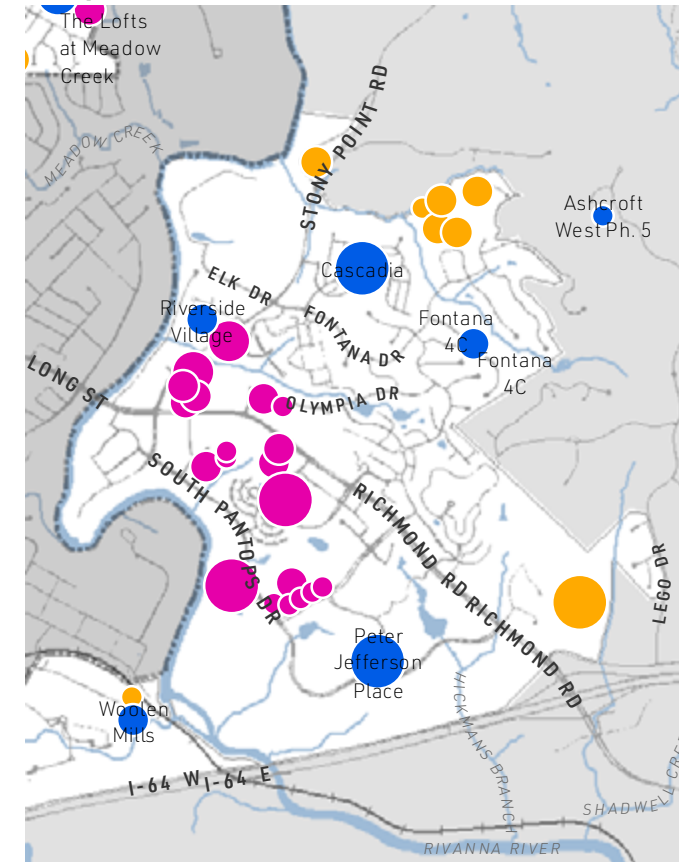 The Lofts
at Meadow
Creek
MEADOW CREEK
STONY POINT RD
Ashcroft
West Ph. 5
Cascadia
ELK DR
Riverside
Village
FONTANA DR
Fontana
4C
Fontana
4C
LONG ST
OLYMPIA DR
SOUTH PANTOPS DR
RICHMOND RD
RICHMOND RD
LEGO DR
Peter
Jefferson
Place
HICKMANS BRANCH
Woolen
Mills
I-64 W
I-64 E
SHADWELL CRE
RIVANNA RIVER